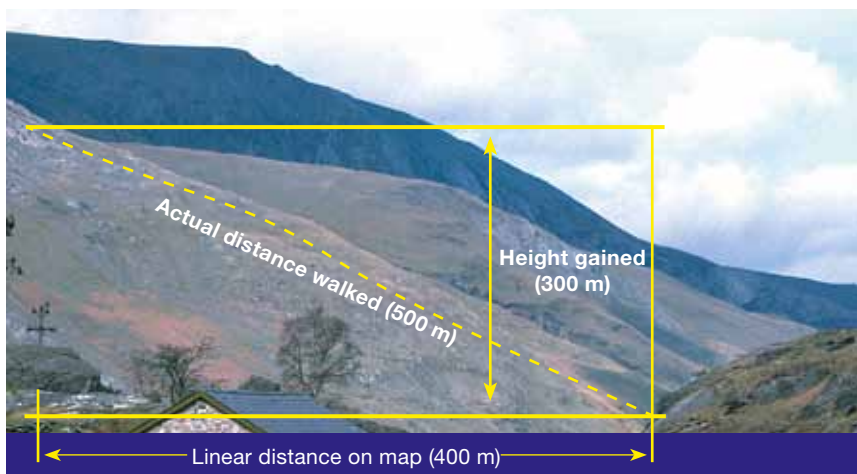 Actual distance walked (500 m)
Height gained
(300 m)
Linear distance on map (400 m)